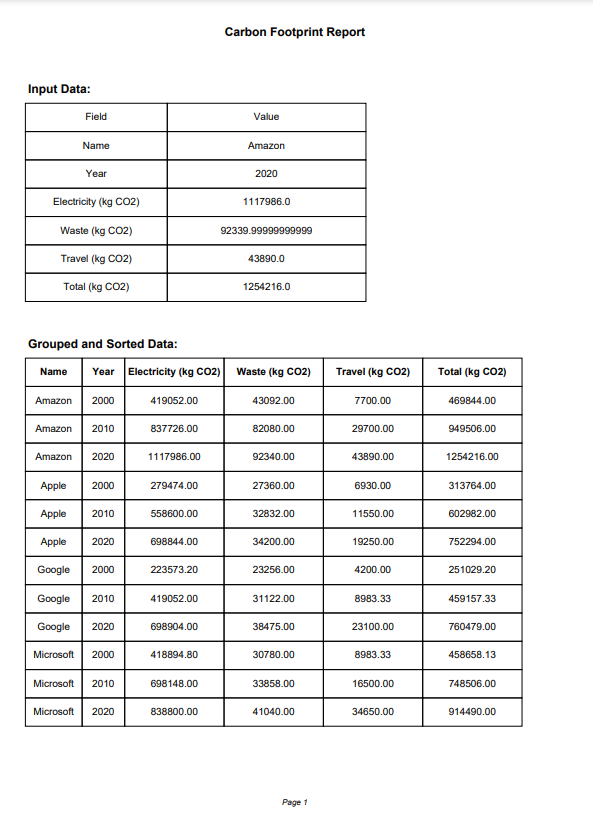 Carbon Footprint Report
Input Data:
Field Value
Name Amazon
Year 2020
Electricity (kg CO2) 1117986.0
Waste (kg CO2) 92339.99999999999
Travel (kg CO2) 43890.0
Total (kg CO2) 1254216.0
Grouped and Sorted Data:
Name Year Electricity (kg CO2) Waste (kg CO2) Travel (kg CO2) Total (kg CO2)
Amazon 2000 419052.00 43092.00 7700.00 469844.00
Amazon 2010 837726.00 82080.00 29700.00 949506.00
Amazon 2020 1117986.00 92340.00 43890.00 1254216.00
Apple 2000 279474.00 27360.00 6930.00 313764.00
Apple 2010 558600.00 32832.00 11550.00 602982.00
Apple 2020 698844.00 34200.00 19250.00 752294.00
Google 2000 223573.20 23256.00 4200.00 251029.20
Google 2010 419052.00 31122.00 8983.33 459157.33
Google 2020 698904.00 38475.00 23100.00 760479.00
Microsoft 2000 418894.80 30780.00 8983.33 458658.13
Microsoft 2010 698148.00 33858.00 16500.00 748506.00
Microsoft 2020 838800.00 41040.00 34650.00 914490.00
Page 1